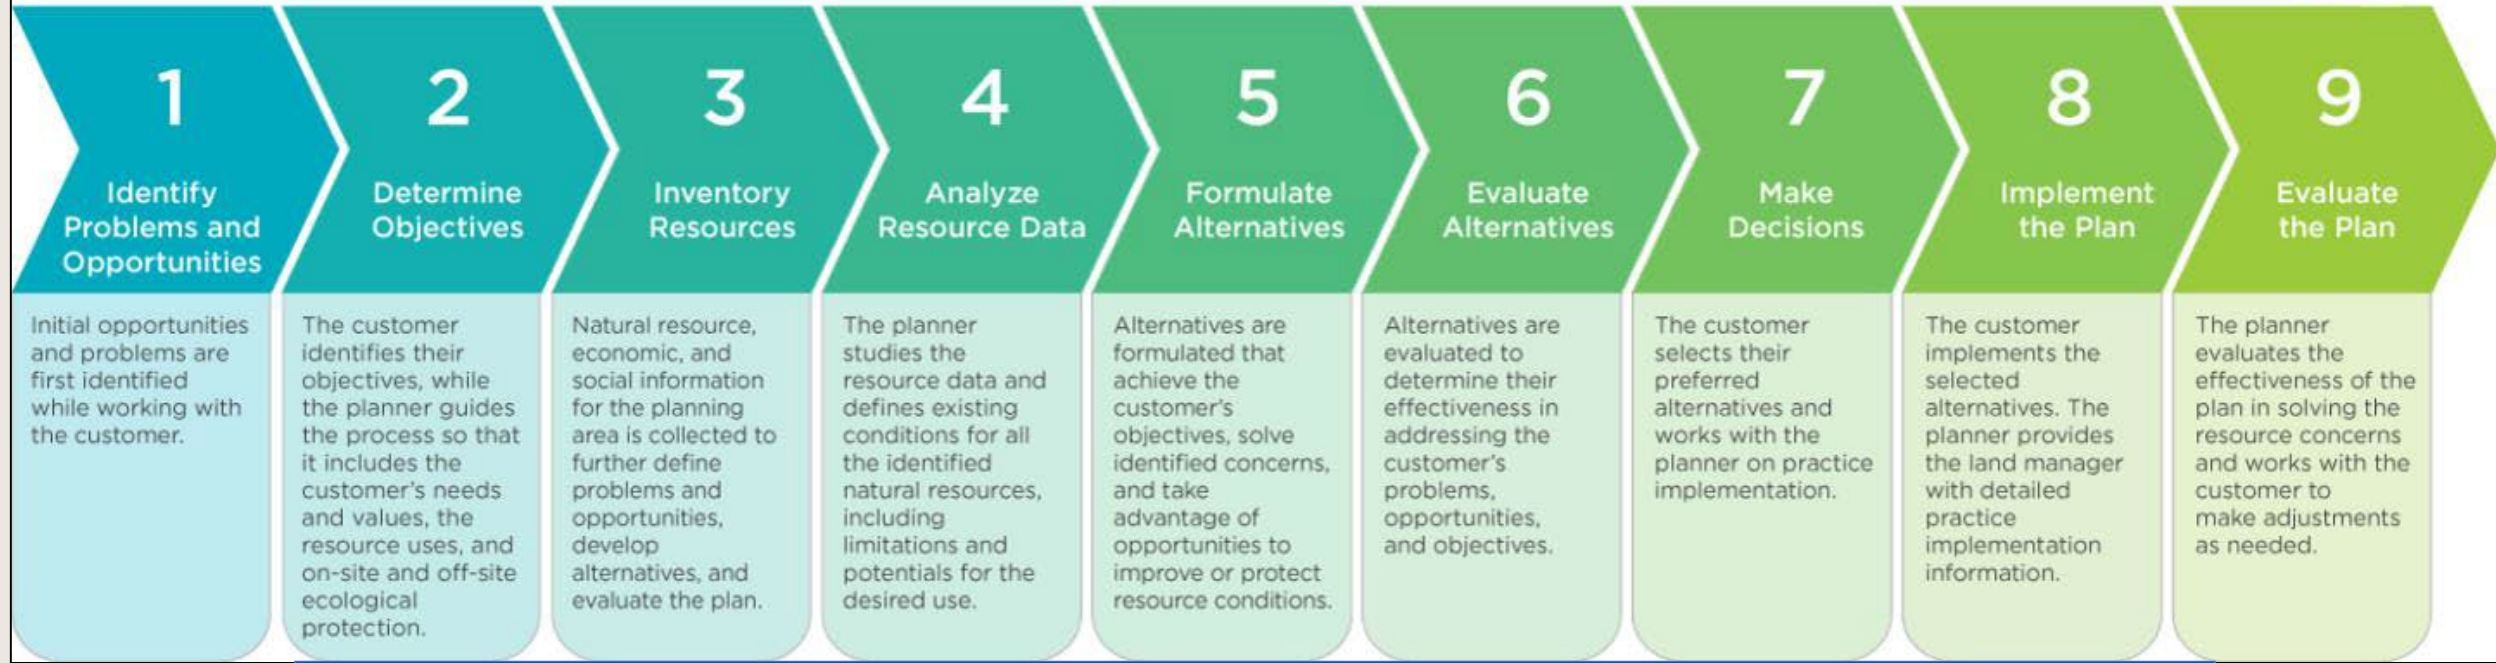 1
Identify
Problems and
Opportunities
Initial opportunities
and problems are
first identified
while working with
the customer.
2
Determine
Objectives
The customer
identifies their
objectives, while
the planner guides
the process so that
it includes the
customer's needs
and values, the
resource uses, and
on-site and off-site
ecological
protection.
3
Inventory
Resources
Natural resource,
economic, and
social information
for the planning
area is collected to
further define
problems and
opportunities,
develop
alternatives, and
evaluate the plan.
4
Analyze
Resource Data
The planner
studies the
resource data and
defines existing
conditions for all
the identified
natural resources,
including
limitations and
potentials for the
desired use.
5
Formulate
Alternatives
Alternatives are
formulated that
achieve the
customer's
objectives, solve
identified concerns,
and take
advantage of
opportunities to
improve or protect
resource conditions.
6
Evaluate
Alternatives
Alternatives are
evaluated to
determine their
effectiveness in
addressing the
customer's
problems,
opportunities,
and objectives.
7
Make
Decisions
The customer
selects their
preferred
alternatives and
works with the
planner on practice
implementation.
8
Implement
the Plan
The customer
implements the
selected
alternatives. The
planner provides
the land manager
with detailed
practice
implementation
information.
9
Evaluate
the Plan
The planner
evaluates the
effectiveness of the
plan in solving the
resource concerns
and works with the
customer to
make adjustments
as needed.